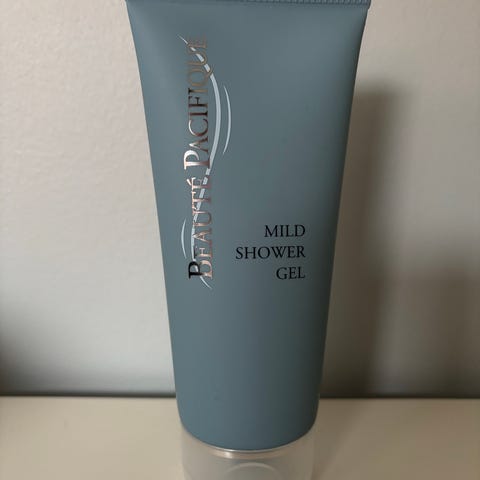 BEAUTÉ PACIFIQUE
MILD
SHOWER
GEL